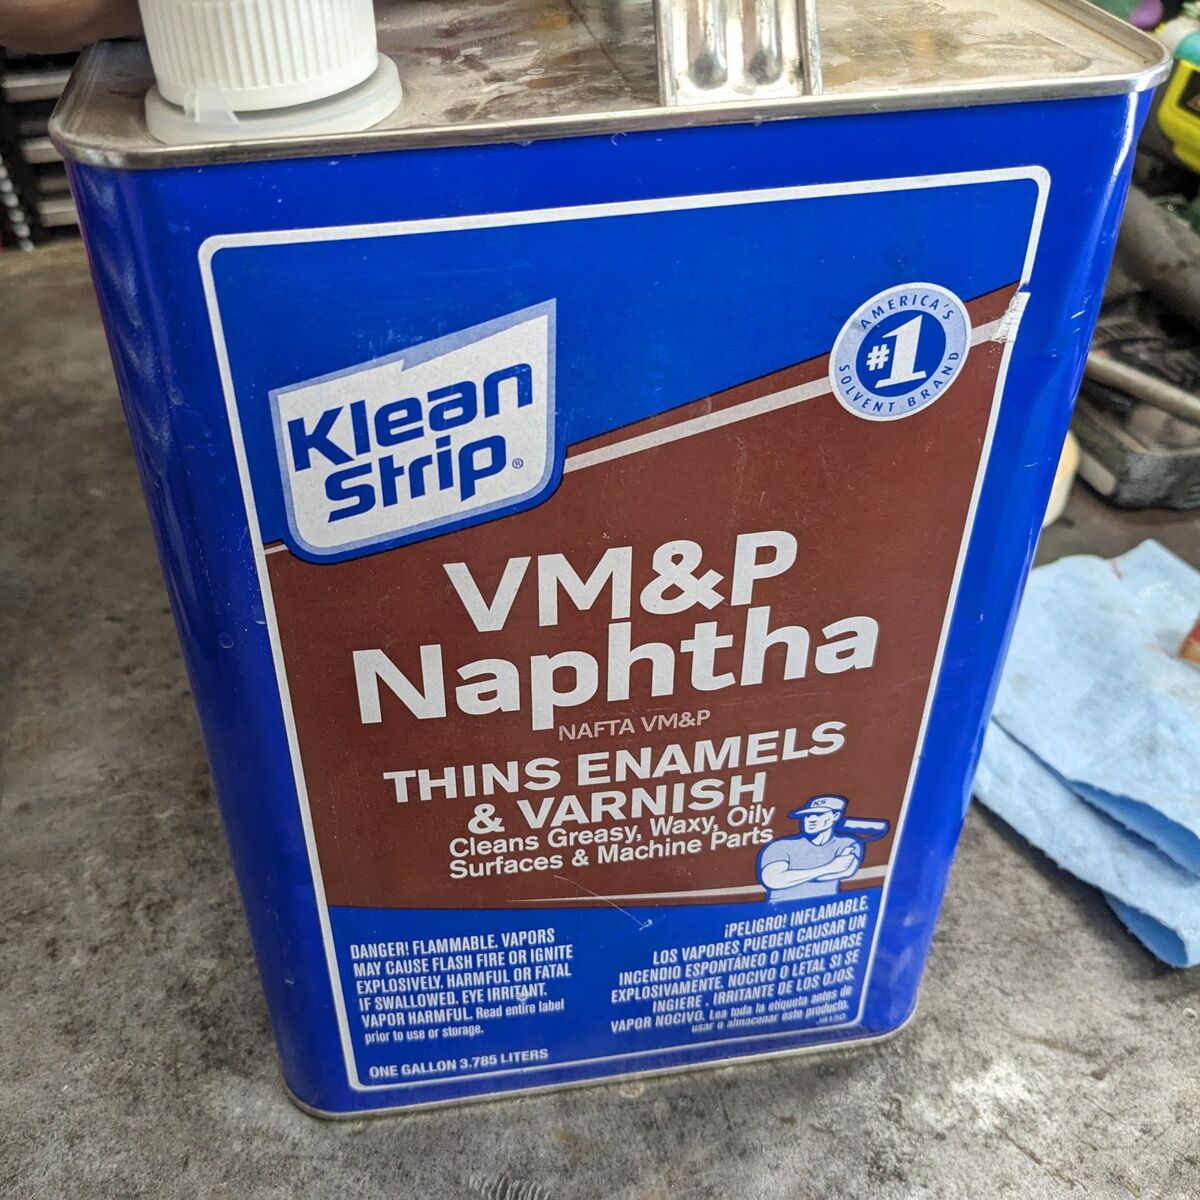 AMERICA'S
#1
SOLVENT BRAND
Klean
Strip®
VM&P
Naphtha
NAFTA VM&P
THINS ENAMELS
& VARNISH
Cleans Greasy, Waxy, Oily
Surfaces & Machine Parts
KS
DANGER! FLAMMABLE. VAPORS
MAY CAUSE FLASH FIRE OR IGNITE
EXPLOSIVELY. HARMFUL OR FATAL
IF SWALLOWED. EYE IRRITANT.
VAPOR HARMFUL. Read entire label
prior to use or storage.
ONE GALLON 3.785 LITERS
¡PELIGRO! INFLAMABLE.
LOS VAPORES PUEDEN CAUSAR UN
INCENDIO ESPONTÁNEO O INCENDIARSE
EXPLOSIVAMENTE. NOCIVO O LETAL SI SE
INGIERE. IRRITANTE DE LOS OJOS.
VAPOR NOCIVO. Lea toda la etiqueta antes de
usar o almacenar este producto.